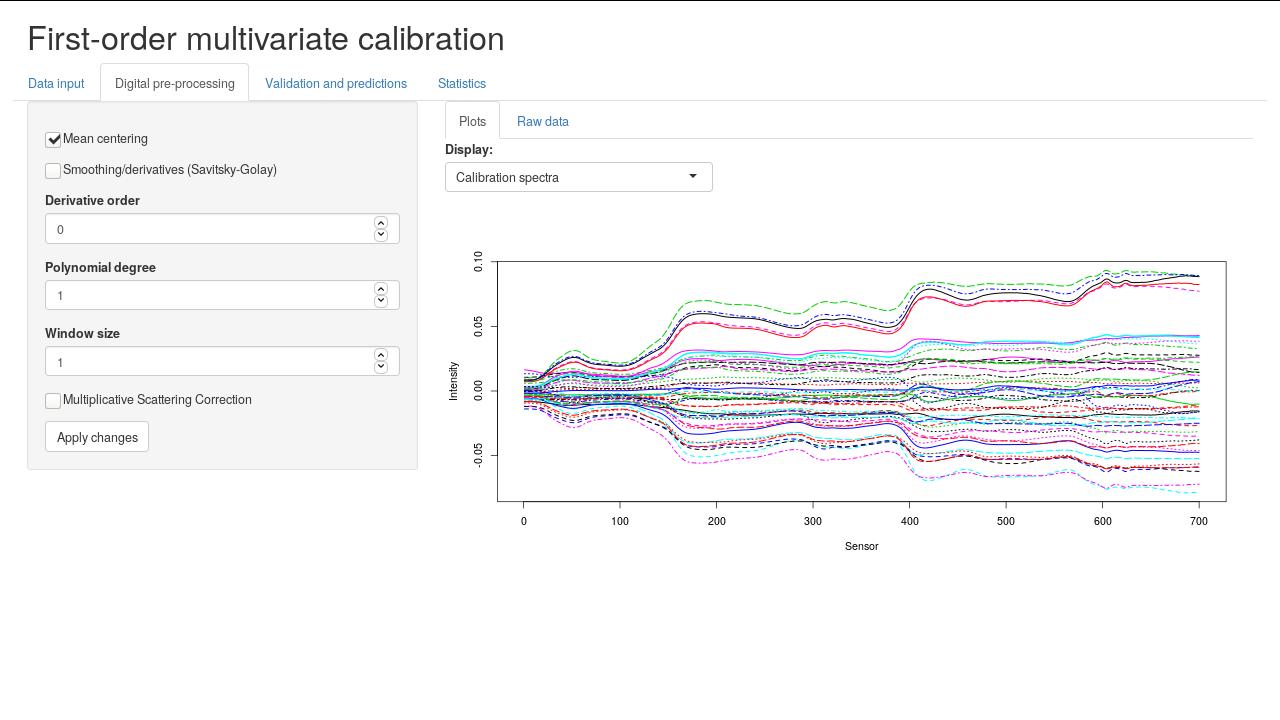 First-order multivariate calibration
Data input
Digital pre-processing
Validation and predictions
Statistics
Mean centering
Smoothing/derivatives (Savitsky-Golay)
Derivative order
0
Polynomial degree
1
Window size
1
Multiplicative Scattering Correction
Apply changes
Plots
Raw data
Display:
Calibration spectra
0.10
0.05
0.00
-0.05
Intensity
0 100 200 300 400 500 600 700
Sensor